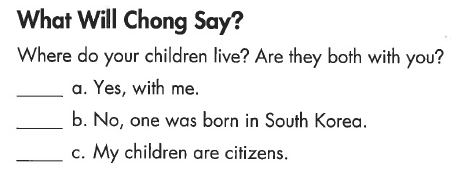 What Will Chong Say?
Where do your children live? Are they both with you?
_____ a. Yes, with me.
_____ b. No, one was born in South Korea.
_____ c. My children are citizens.